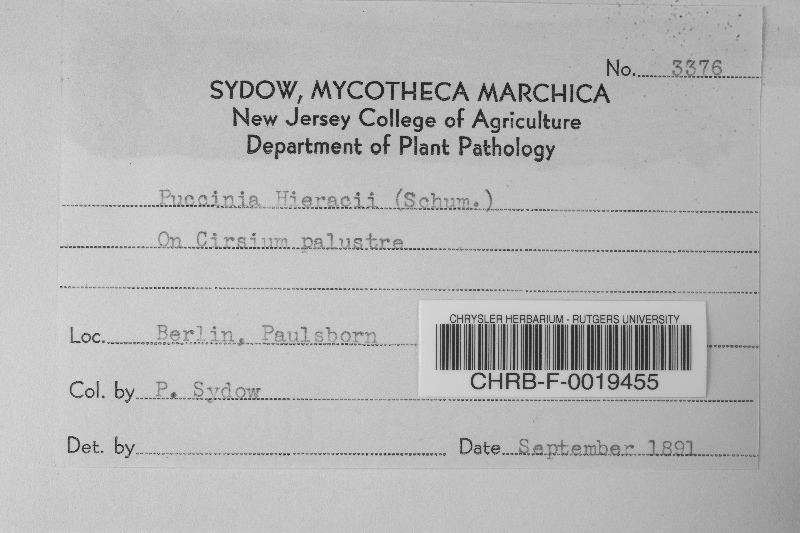 No. 3376
SYDOW, MYCOTHECA MARCHICA
New Jersey College of Agriculture
Department of Plant Pathology
Puccinia Hieracii (Schum.)
On Cirsium palustre
Loc. Berlin, Paulsborn
CHRYSLER HERBARIUM - RUTGERS UNIVERSITY
CHRB-F-0019455
Col. by P. Sydow
Det. by
Date September 1891